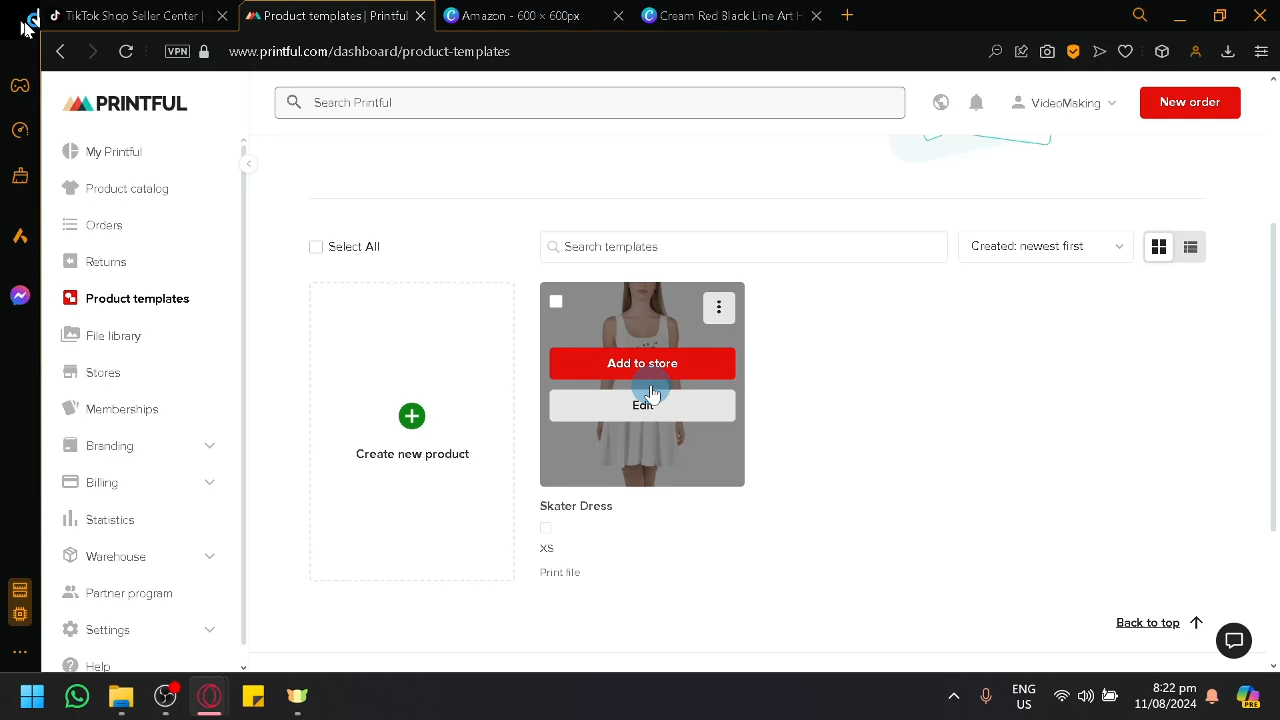 TikTok Shop Seller Center |
Product templates | Printful
Amazon - 600 × 600px
Cream Red Black Line Art H
VPN
www.printful.com/dashboard/product-templates
PRINTFUL
Search Printful
VideoMaking
New order
My Printful
Product catalog
Orders
Returns
Product templates
File library
Stores
Memberships
Branding
Billing
Statistics
Warehouse
Partner program
Settings
Help
Select All
Search templates
Created: newest first
Create new product
Add to store
Edit
Skater Dress
XS
Print file
Back to top
ENG
US
8:22 pm
11/08/2024
PRE